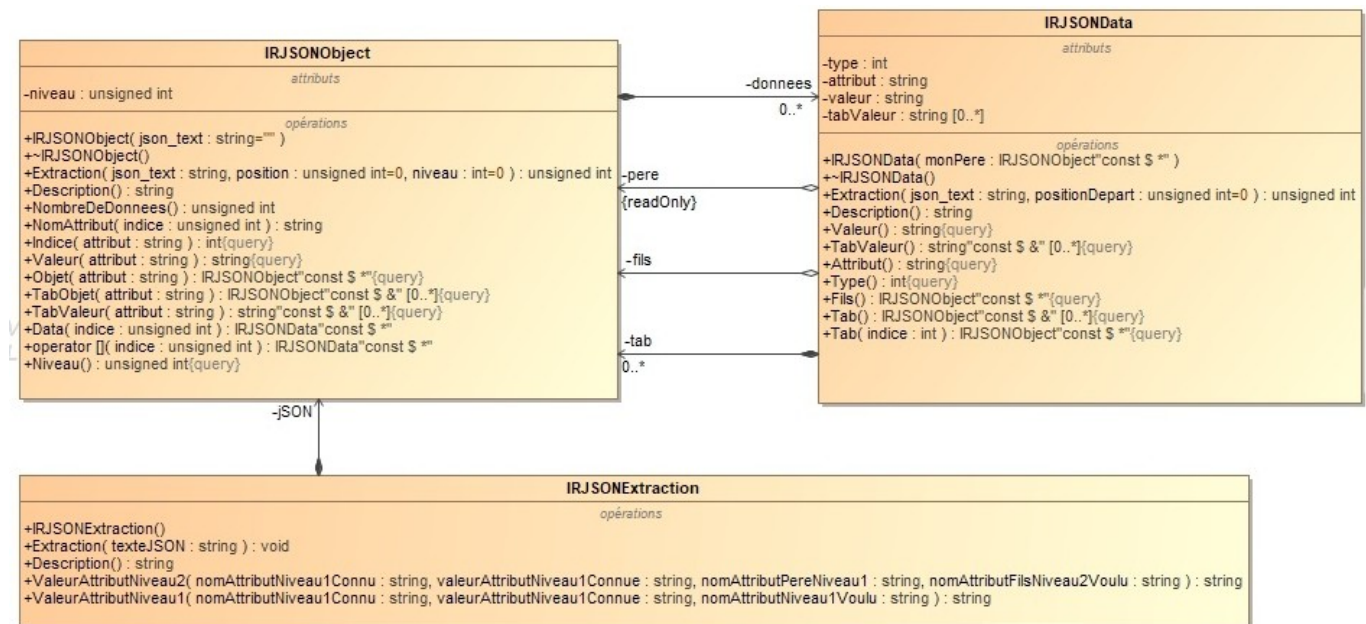 IRJSONObject
attributs
-niveau : unsigned int
opérations
+IRJSONObject( json_text : string="" )
+~IRJSONObject()
+Extraction( json_text : string, position : unsigned int=0, niveau : int=0 ) : unsigned int
+Description() : string
+NombreDeDonnees() : unsigned int
+NomAttribut( indice : unsigned int ) : string
+Indice( attribut : string ) : int{query}
+Valeur( attribut : string ) : string{query}
+Objet( attribut : string ) : IRJSONObject"const $ *"{query}
+TabObjet( attribut : string ) : IRJSONObject"const $ &" [0..*]{query}
+TabValeur( attribut : string ) : string"const $ &" [0..*]{query}
+Data( indice : unsigned int ) : IRJSONData"const $ *"
+operator []( indice : unsigned int ) : IRJSONData"const $ *"
+Niveau() : unsigned int{query}
-donnees
0..*
-pere
{readOnly}
-fils
-tab
0..*
IRJSONData
attributs
-type : int
-attribut : string
-valeur : string
-tabValeur : string [0..*]
opérations
+IRJSONData( monPere : IRJSONObject"const $ *" )
+~IRJSONData()
+Extraction( json_text : string, positionDepart : unsigned int=0 ) : unsigned int
+Description() : string
+Valeur() : string{query}
+TabValeur() : string"const $ &" [0..*]{query}
+Attribut() : string{query}
+Type() : int{query}
+Fils() : IRJSONObject"const $ *"{query}
+Tab() : IRJSONObject"const $ &" [0..*]{query}
+Tab( indice : int ) : IRJSONObject"const $ *"{query}
-jSON
IRJSONExtraction
opérations
+IRJSONExtraction()
+Extraction( texteJSON : string ) : void
+Description() : string
+ValeurAttributNiveau2( nomAttributNiveau1Connu : string, valeurAttributNiveau1Connue : string, nomAttributPereNiveau1 : string, nomAttributFilsNiveau2Voulu : string ) : string
+ValeurAttributNiveau1( nomAttributNiveau1Connu : string, valeurAttributNiveau1Connue : string, nomAttributNiveau1Voulu : string ) : string